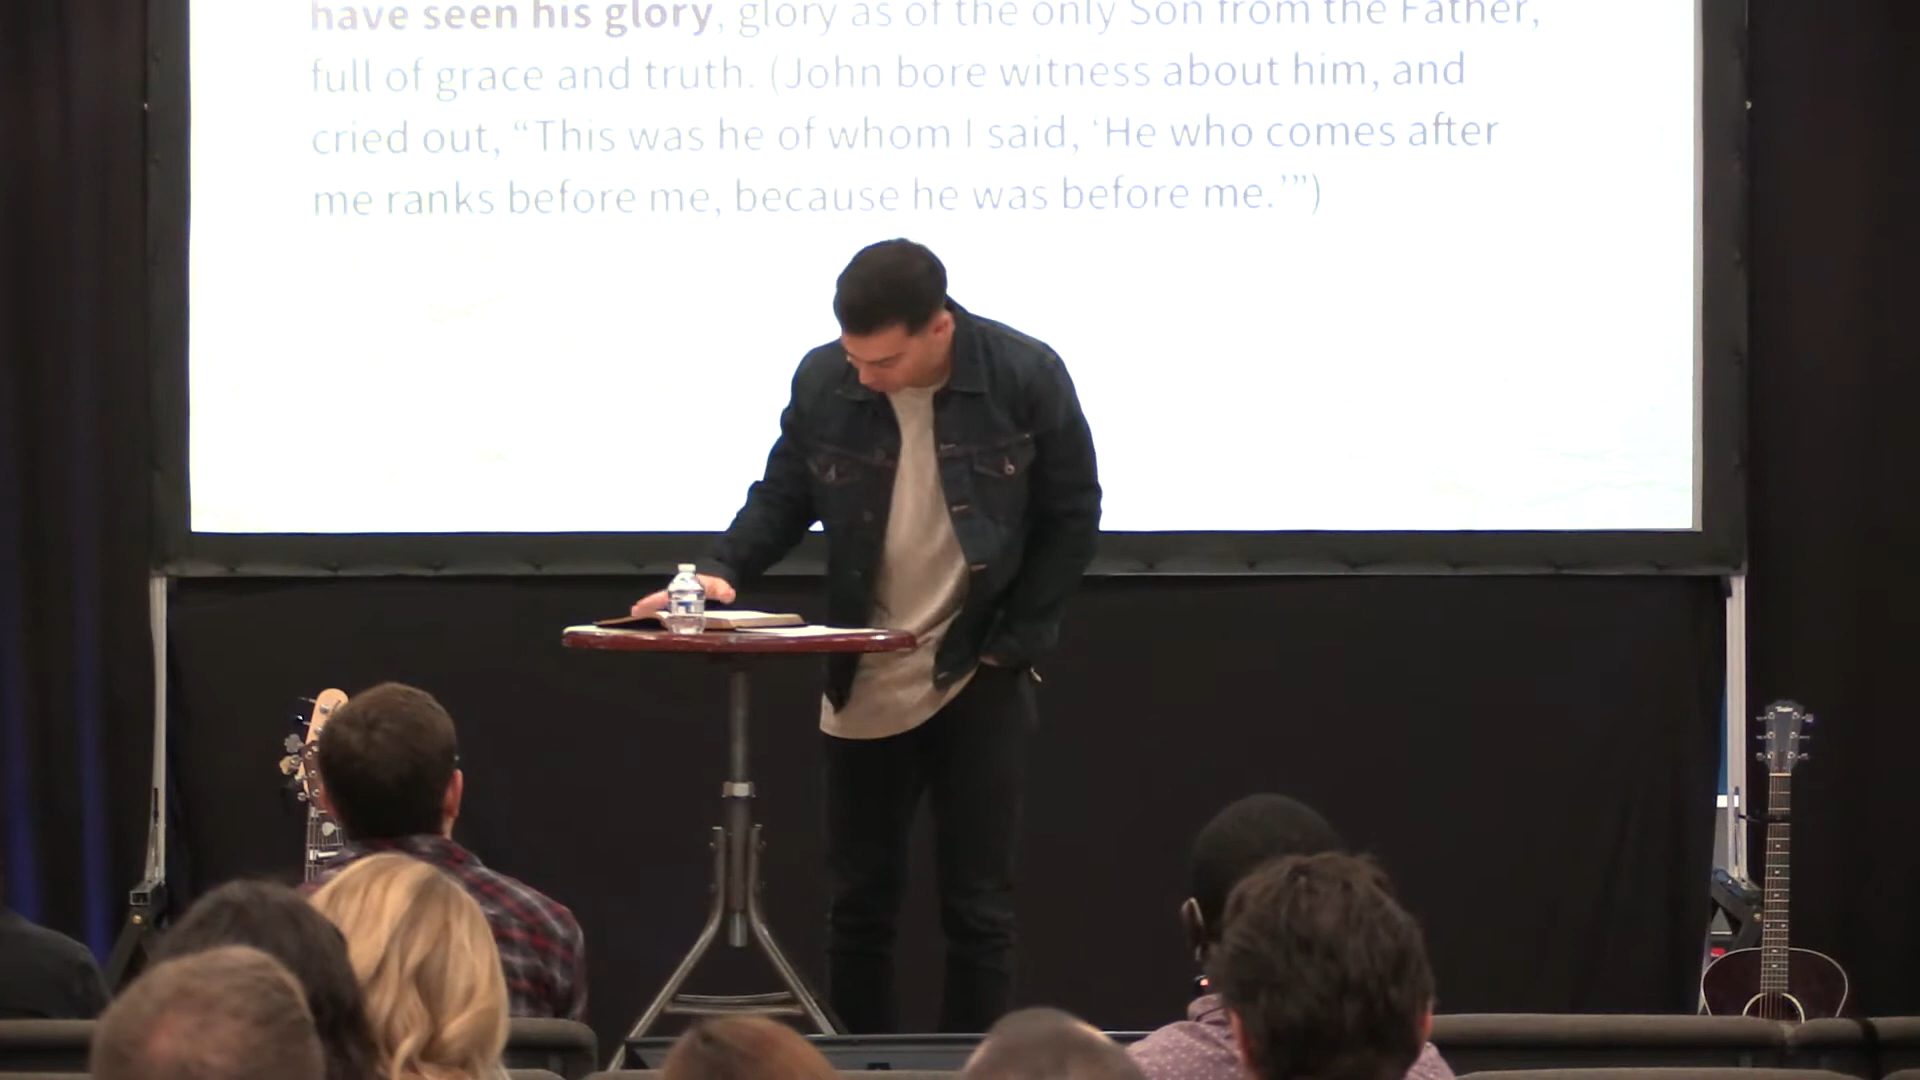 have seen his glory, glory as of the only Son from the Father,
full of grace and truth. (John bore witness about him, and
cried out, “This was he of whom I said, ‘He who comes after
me ranks before me, because he was before me.’”)
Taylor